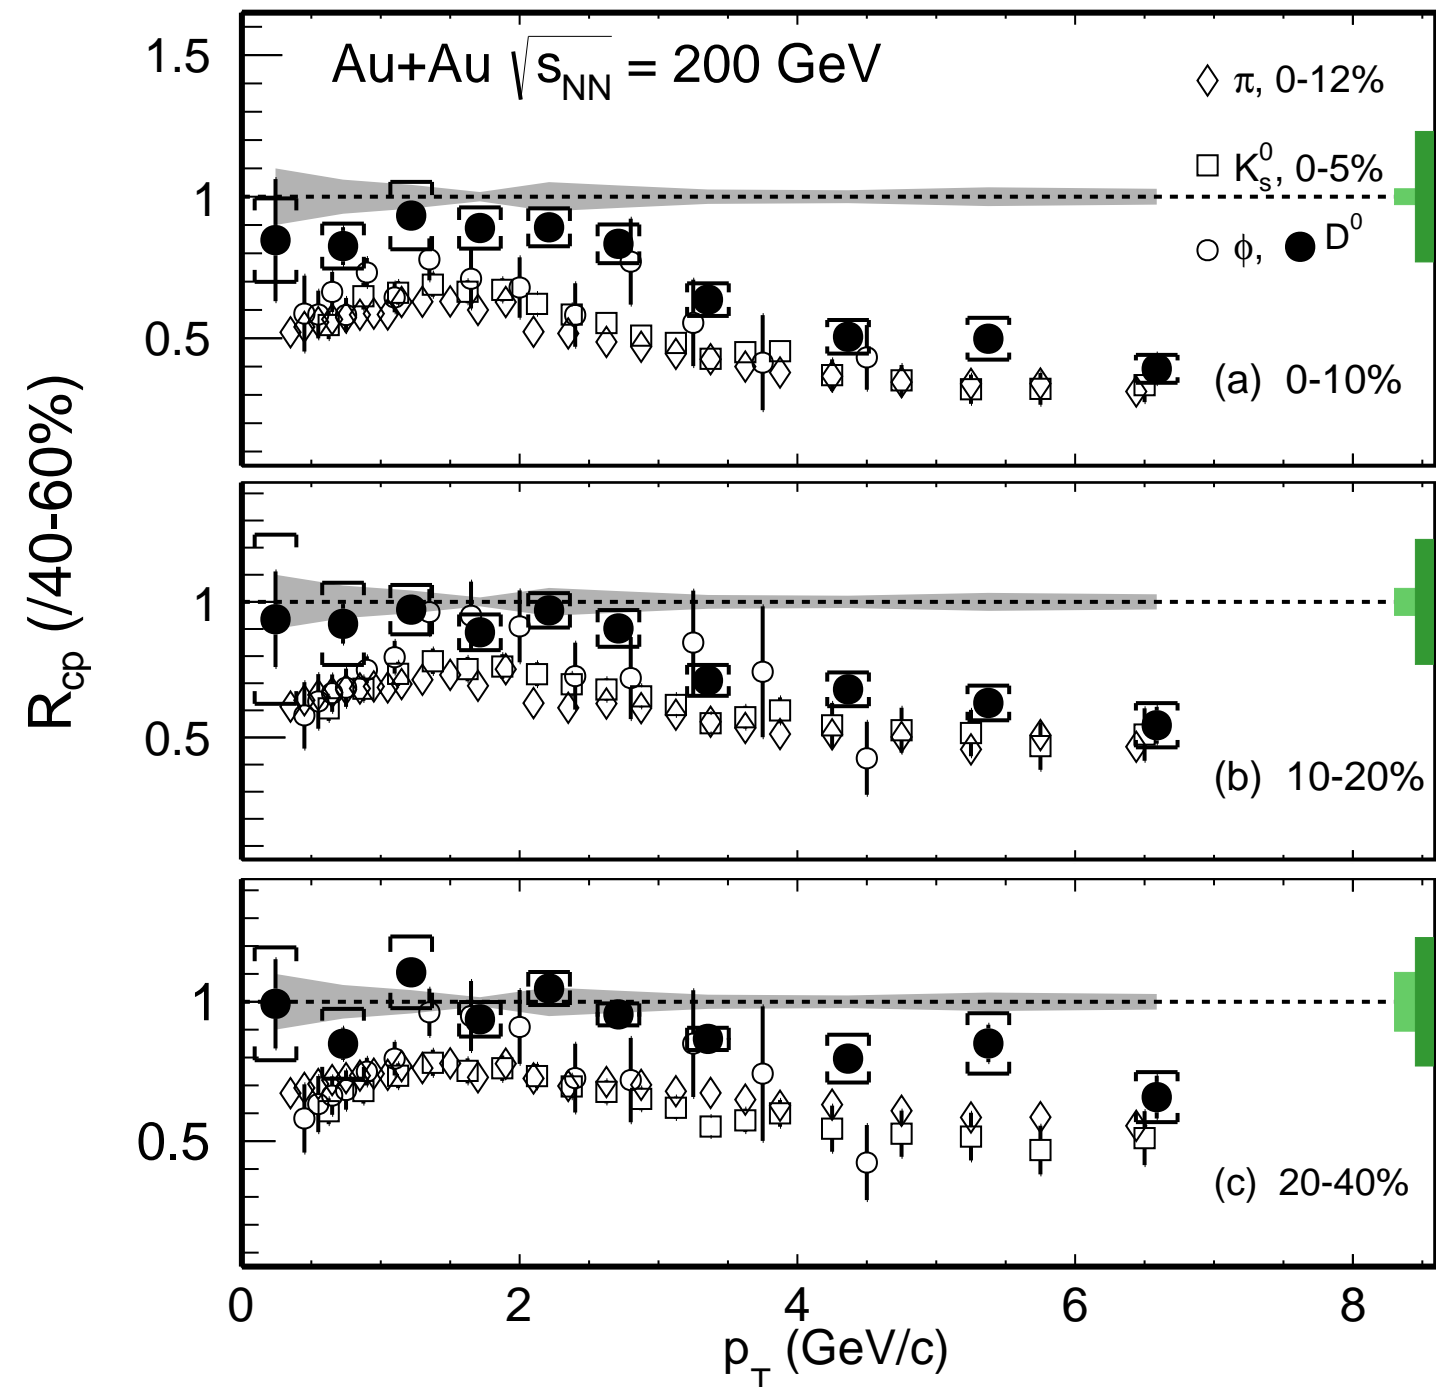 Au+Au √s_NN = 200 GeV
π, 0-12%
K_s^0, 0-5%
φ, D^0
1.5
1
0.5
(a) 0-10%
R_cp (/40-60%)
1
0.5
(b) 10-20%
1
0.5
(c) 20-40%
0 2 4 6 8
p_T (GeV/c)